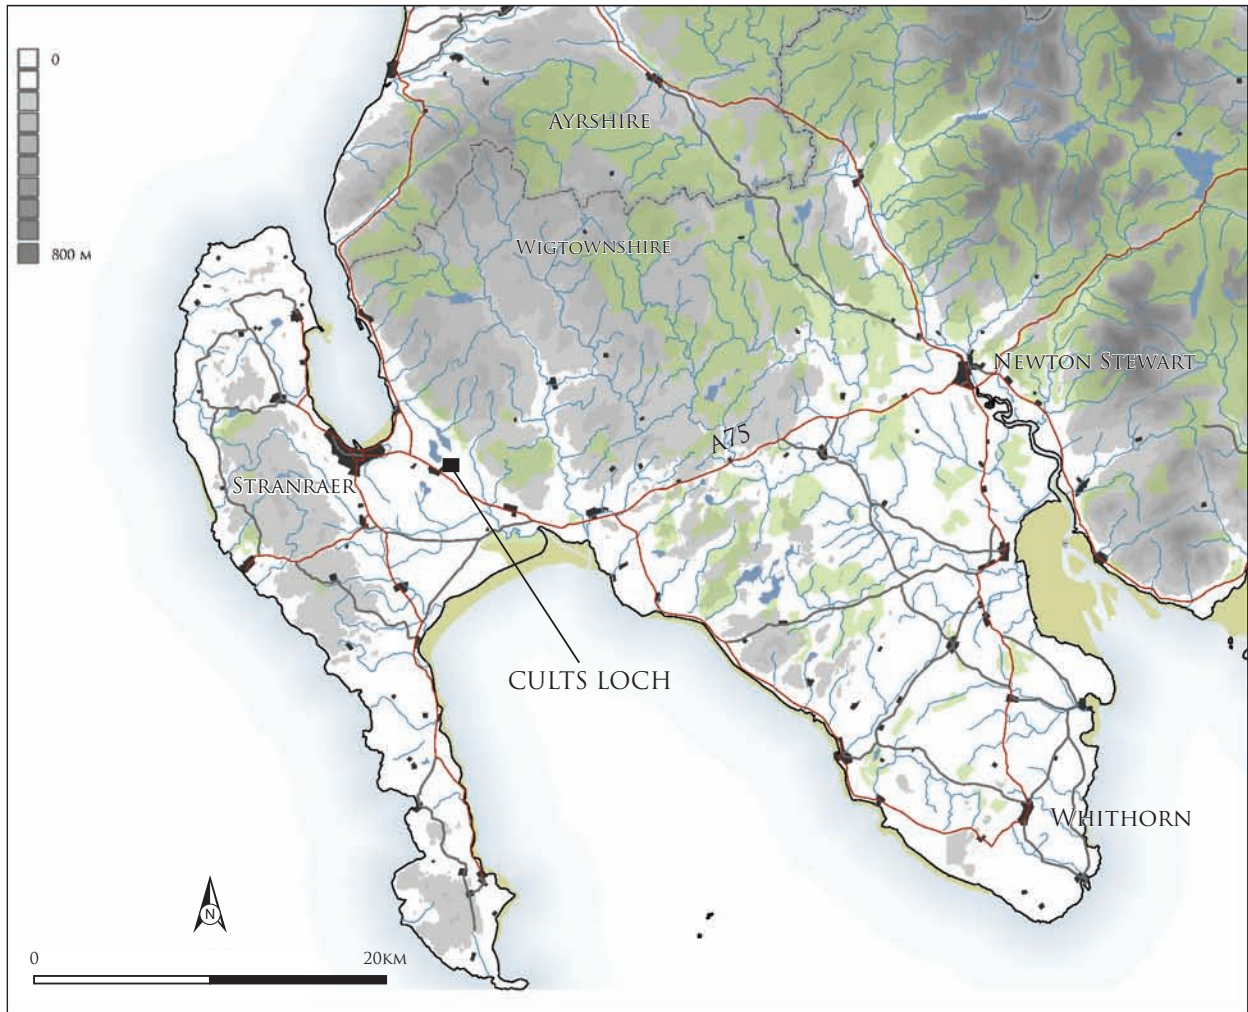 0
800 M
AYRSHIRE
WIGTOWNSHIRE
NEWTON STEWART
A75
STRANRAER
CULTS LOCH
WHITHORN
N
0 20KM